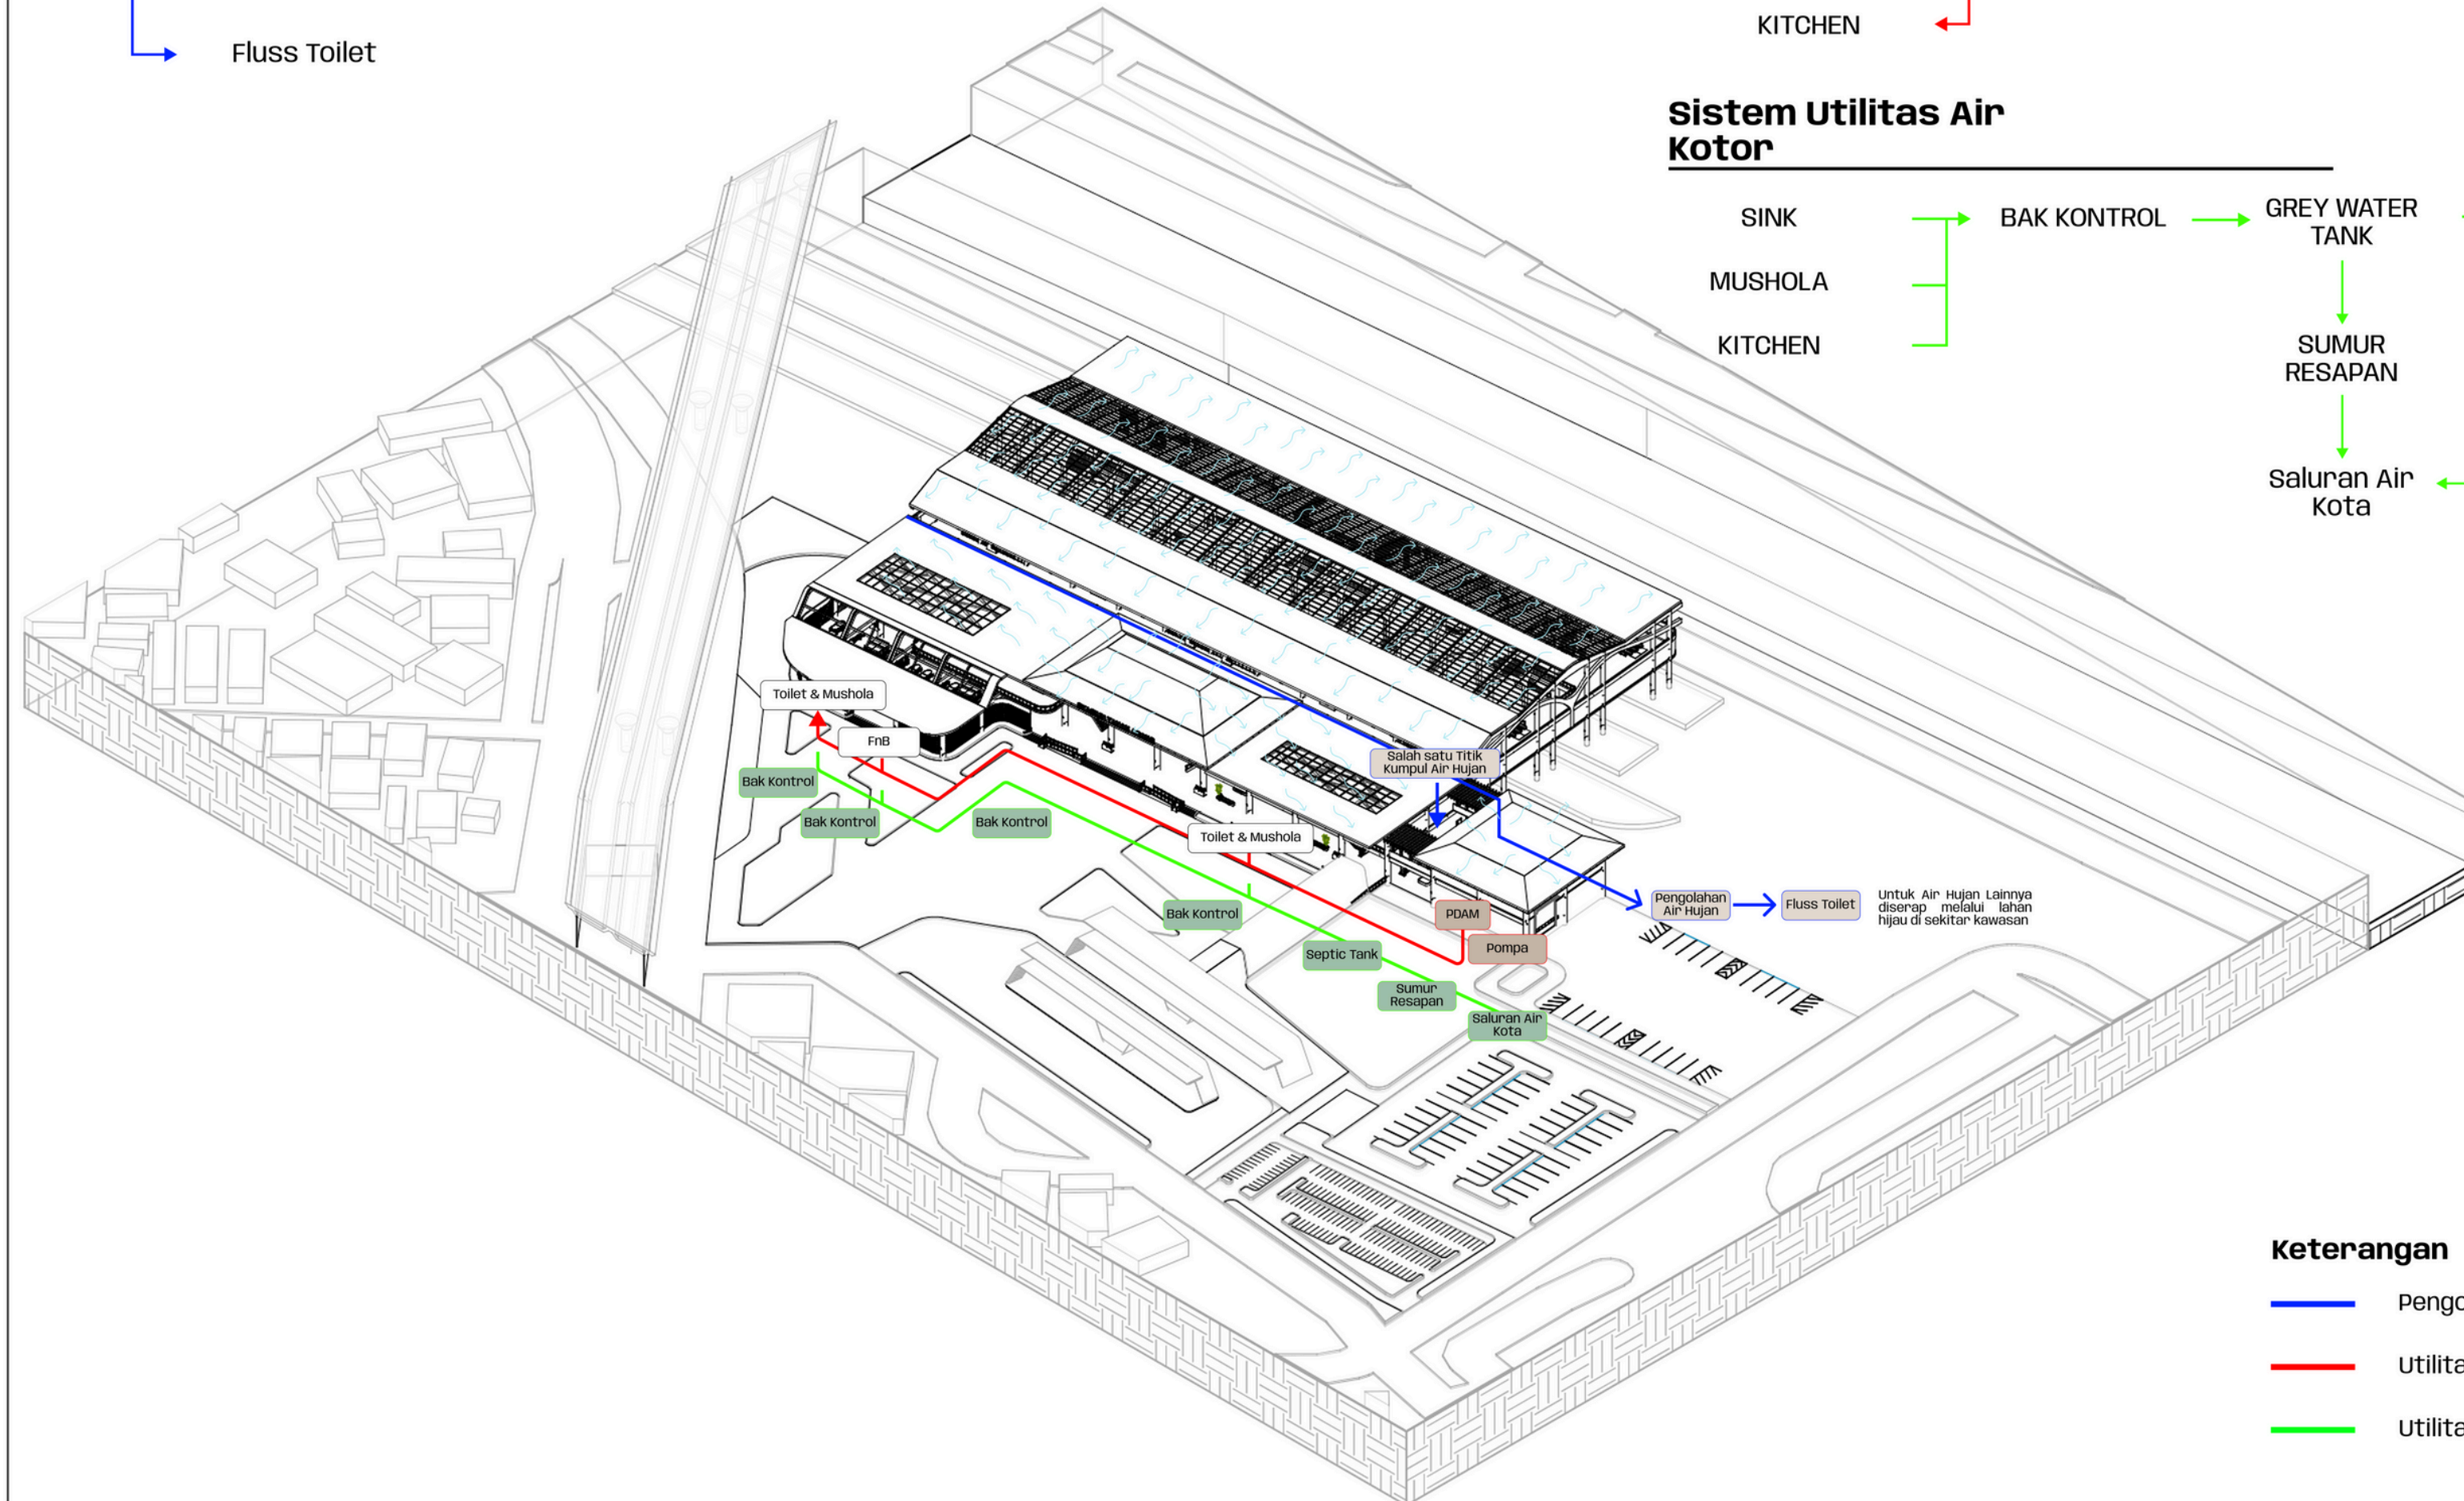 Fluss Toilet
KITCHEN
Sistem Utilitas Air
Kotor
SINK
BAK KONTROL
GREY WATER
TANK
MUSHOLA
KITCHEN
SUMUR
RESAPAN
Saluran Air
Kota
Toilet & Mushola
FnB
Bak Kontrol
Bak Kontrol
Bak Kontrol
Salah satu Titik
Kumpul Air Hujan
Toilet & Mushola
Bak Kontrol
PDAM
Pompa
Septic Tank
Sumur
Resapan
Saluran Air
Kota
Pengolahan
Air Hujan
Fluss Toilet
Untuk Air Hujan Lainnya
diserap melalui lahan
hijau di sekitar kawasan
Keterangan
Pengo
Utilita
Utilita